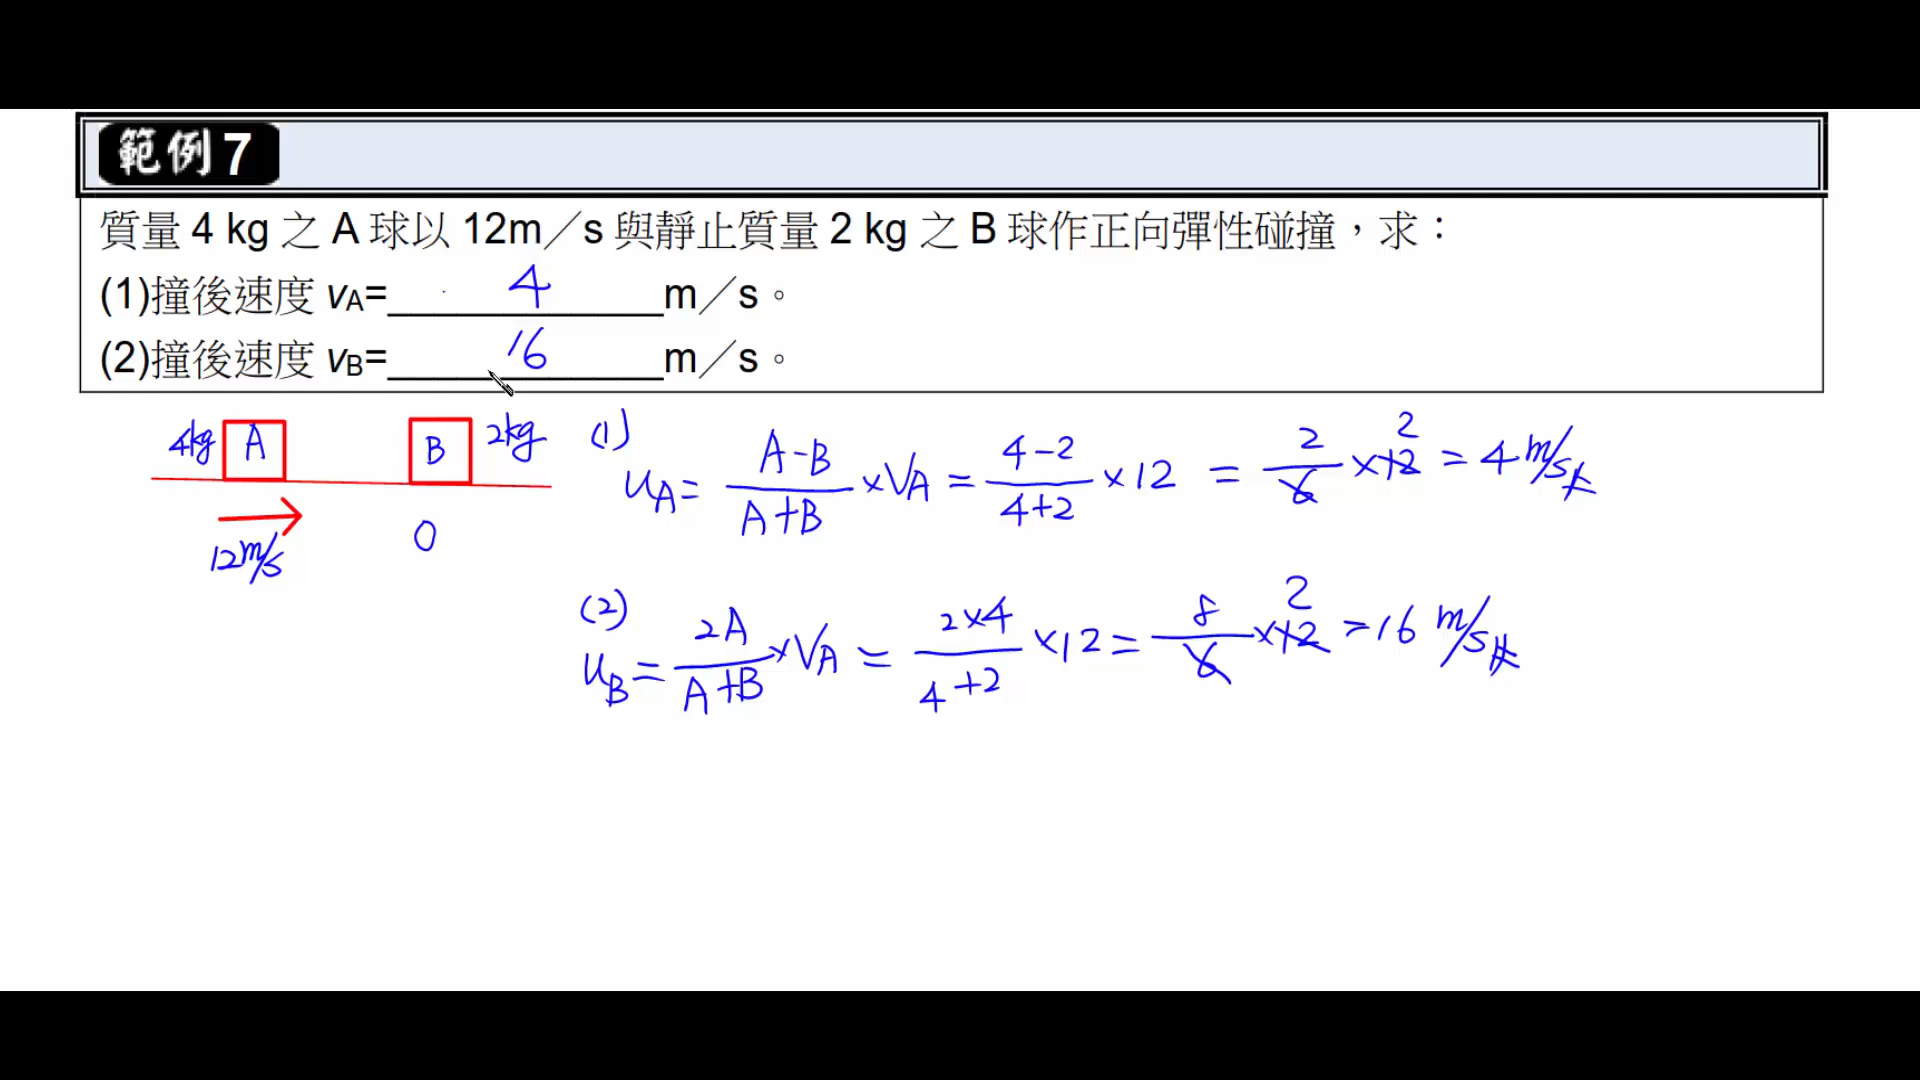 範例 7
質量 4 kg 之 A 球以 12m／s 與靜止質量 2 kg 之 B 球作正向彈性碰撞，求：
(1)撞後速度 vA= 4 m／s。
(2)撞後速度 vB= 16 m／s。
4kg A B 2kg
12m/s 0
(1)
uA = (A-B)/(A+B) × VA = (4-2)/(4+2) × 12 = 2/6 × 12 2 = 4 m/s #
(2)
uB = 2A/(A+B) × VA = (2×4)/(4+2) × 12 = 8/6 × 12 2 = 16 m/s #